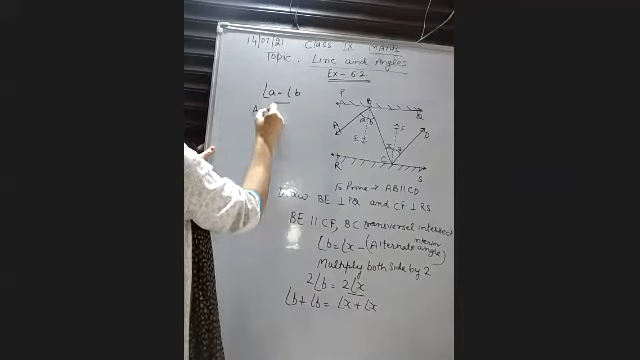 14/07/21 Class IX Maths
Topic: Line and Angles
Ex-6.2
∠a = ∠b
A
P
B
Q
A
a b
F
D
E
x
C
R
S
To Prove → AB||CD
Draw BE ⊥ PQ and CF ⊥ RS
BE || CF, BC transversal intersect
∠b = ∠x - (Alternate interior angle)
Multiply both side by 2
2∠b = 2∠x
∠b + ∠b = ∠x + ∠x